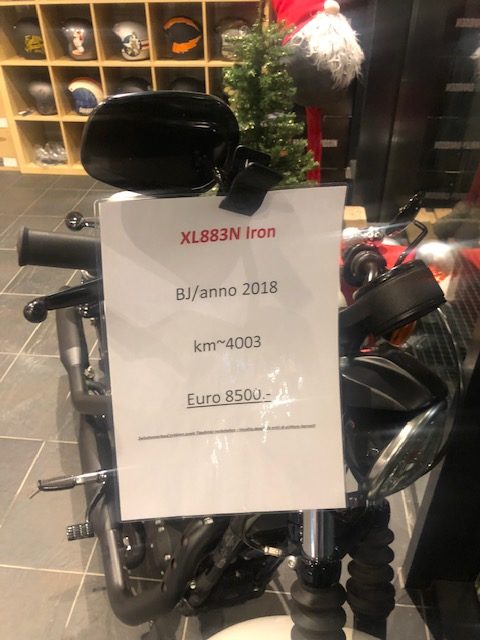 XL883N Iron
BJ/anno 2018
km~4003
Euro 8500.-